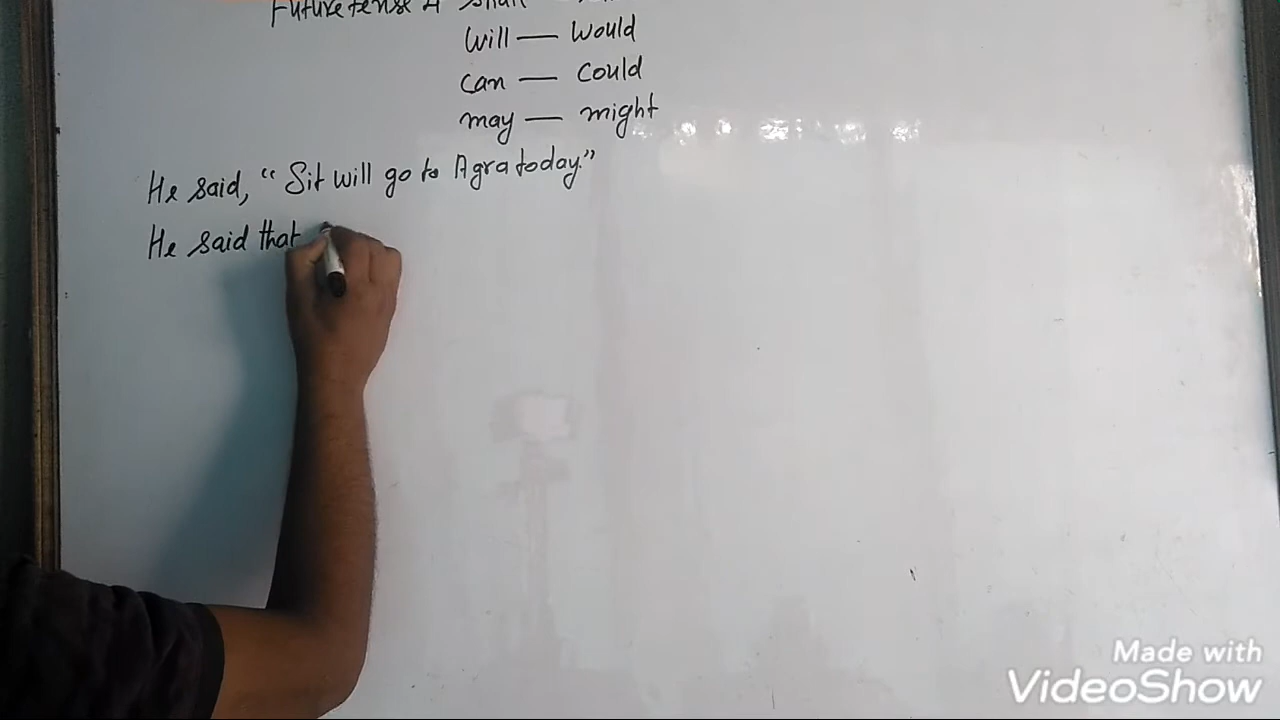 Future tense में shall
will — would
can — could
may — might
He said, “Sit will go to Agra today.”
He said that
Made with
VideoShow